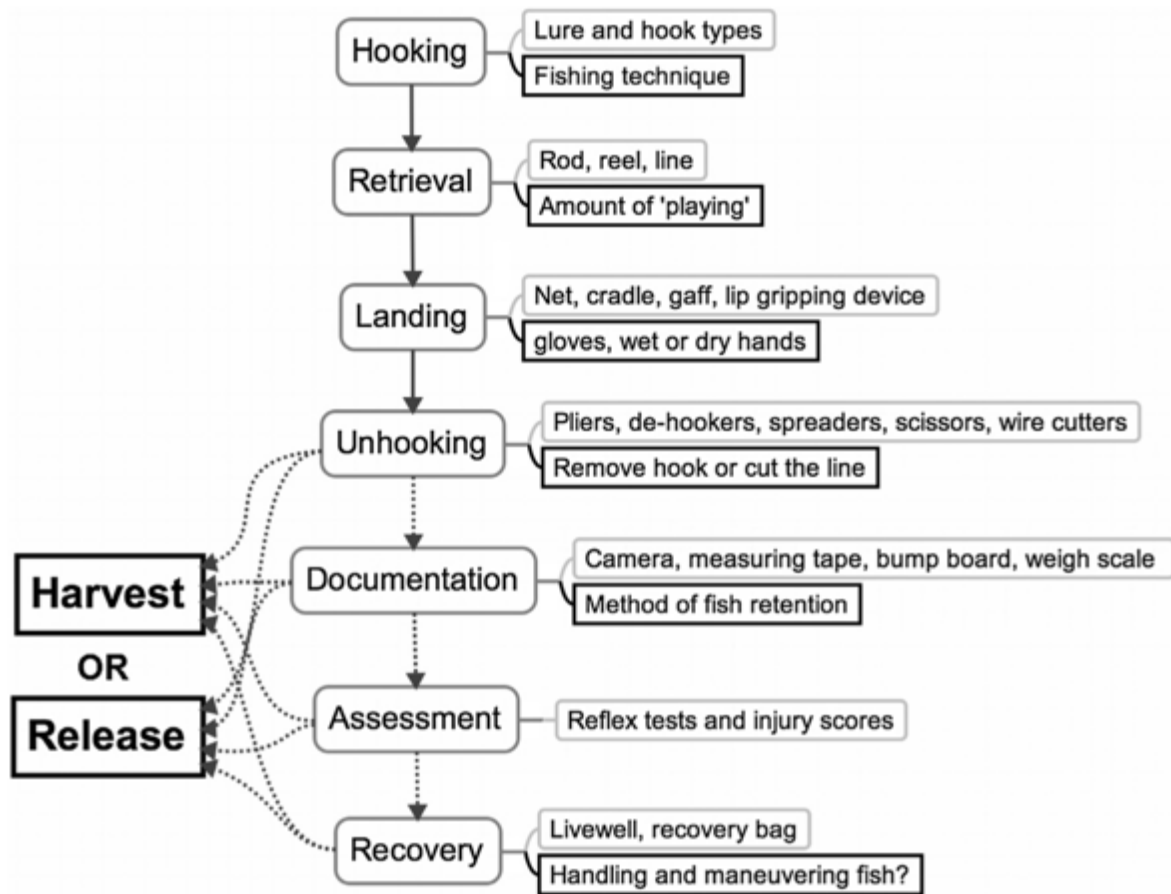 Hooking
Lure and hook types
Fishing technique
Retrieval
Rod, reel, line
Amount of 'playing'
Landing
Net, cradle, gaff, lip gripping device
gloves, wet or dry hands
Unhooking
Pliers, de-hookers, spreaders, scissors, wire cutters
Remove hook or cut the line
Documentation
Camera, measuring tape, bump board, weigh scale
Method of fish retention
Harvest
OR
Release
Assessment
Reflex tests and injury scores
Recovery
Livewell, recovery bag
Handling and maneuvering fish?